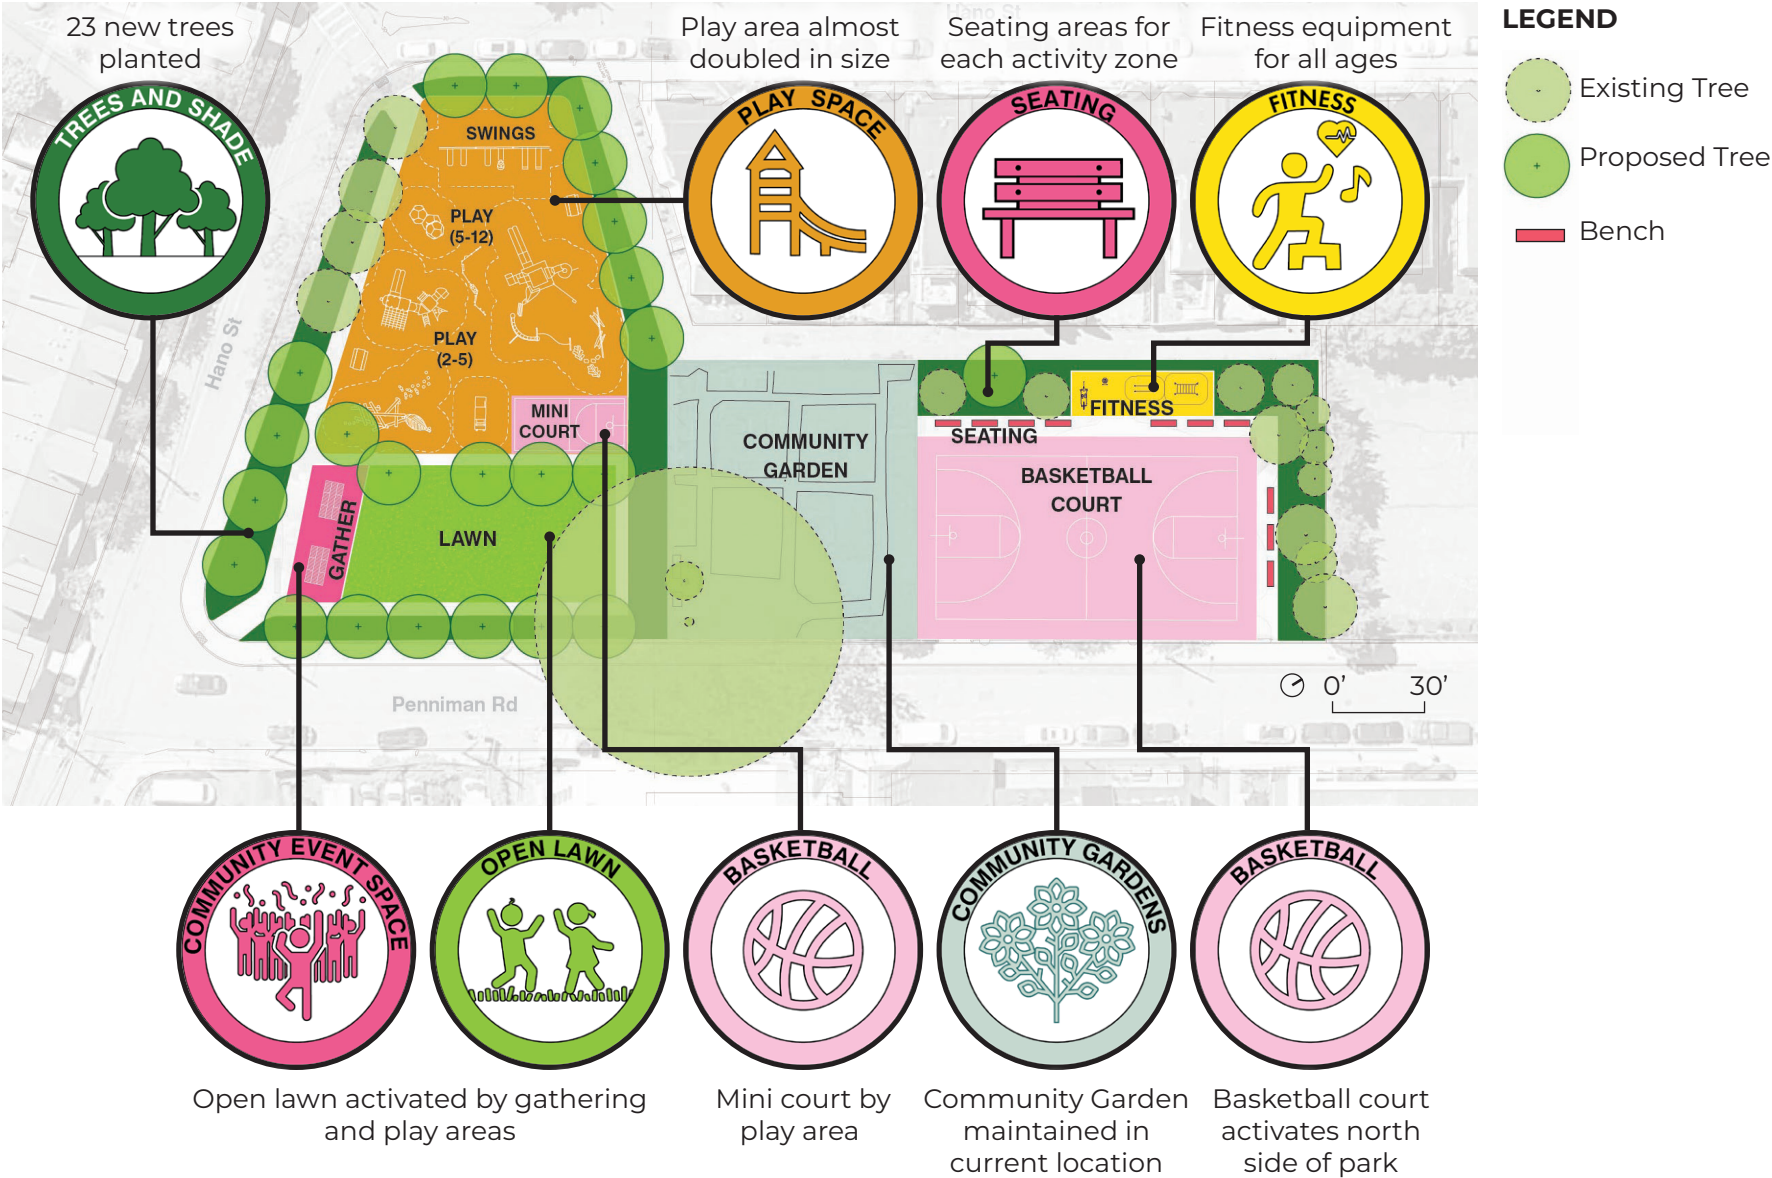 23 new trees
planted
Play area almost
doubled in size
Seating areas for
each activity zone
Fitness equipment
for all ages
LEGEND
Existing Tree
Proposed Tree
Bench
Hano St
TREES AND SHADE
PLAY SPACE
SEATING
FITNESS
SWINGS
PLAY
(5-12)
PLAY
(2-5)
Hano St
MINI
COURT
COMMUNITY
GARDEN
FITNESS
SEATING
BASKETBALL
COURT
GATHER
LAWN
Penniman Rd
0’ 30’
COMMUNITY EVENT SPACE
OPEN LAWN
BASKETBALL
COMMUNITY GARDENS
BASKETBALL
Open lawn activated by gathering
and play areas
Mini court by
play area
Community Garden
maintained in
current location
Basketball court
activates north
side of park